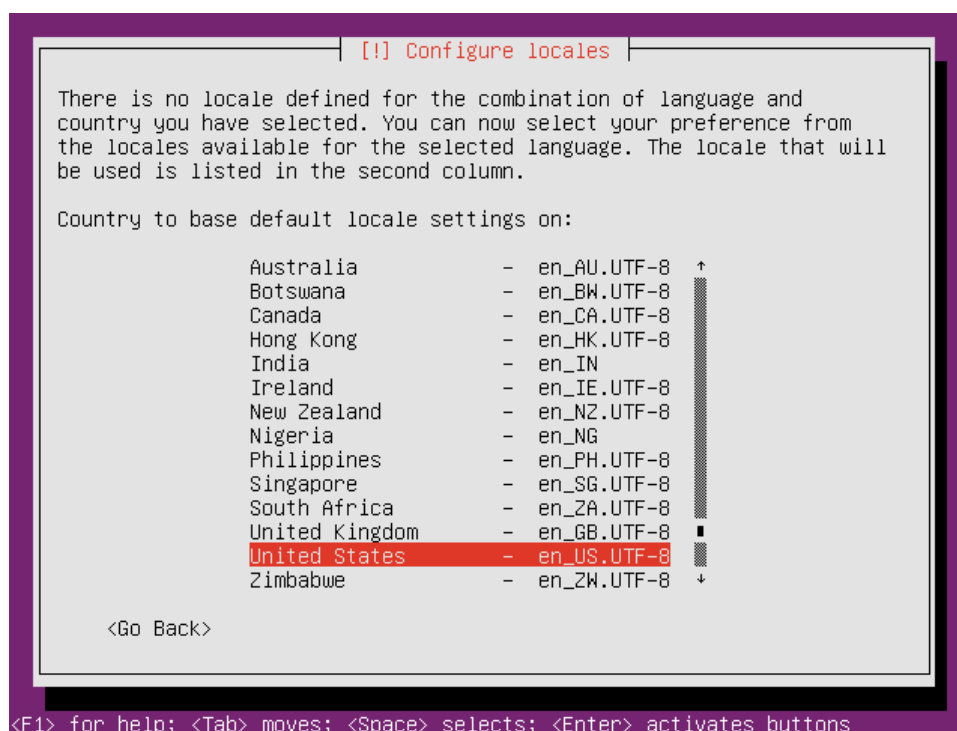 [!] Configure locales
There is no locale defined for the combination of language and
country you have selected. You can now select your preference from
the locales available for the selected language. The locale that will
be used is listed in the second column.
Country to base default locale settings on:
Australia - en_AU.UTF-8 ↑
Botswana - en_BW.UTF-8
Canada - en_CA.UTF-8
Hong Kong - en_HK.UTF-8
India - en_IN
Ireland - en_IE.UTF-8
New Zealand - en_NZ.UTF-8
Nigeria - en_NG
Philippines - en_PH.UTF-8
Singapore - en_SG.UTF-8
South Africa - en_ZA.UTF-8
United Kingdom - en_GB.UTF-8
United States - en_US.UTF-8
Zimbabwe - en_ZW.UTF-8 ↓
<Go Back>
<F1> for help; <Tab> moves; <Space> selects; <Enter> activates buttons